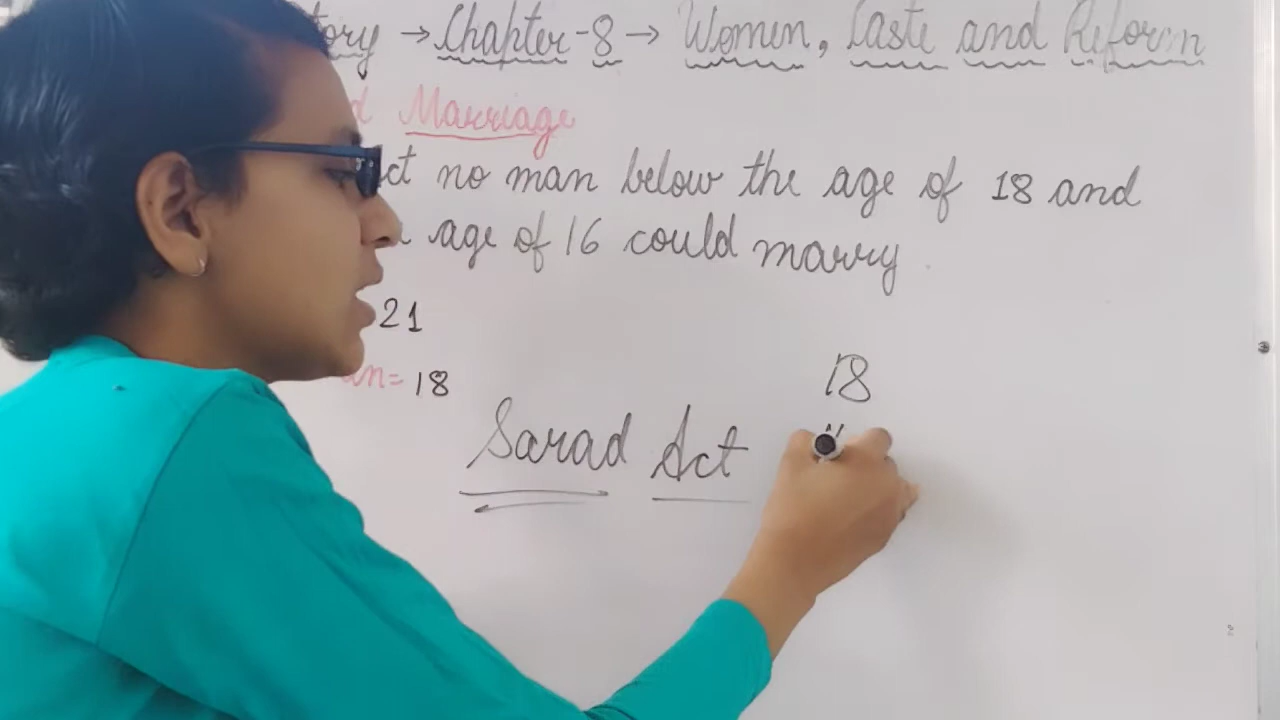 tory → Chapter-8 → Women, Caste and Reform
d Marriage
ct no man below the age of 18 and
age of 16 could marry
21
an= 18
18
Sarad Act